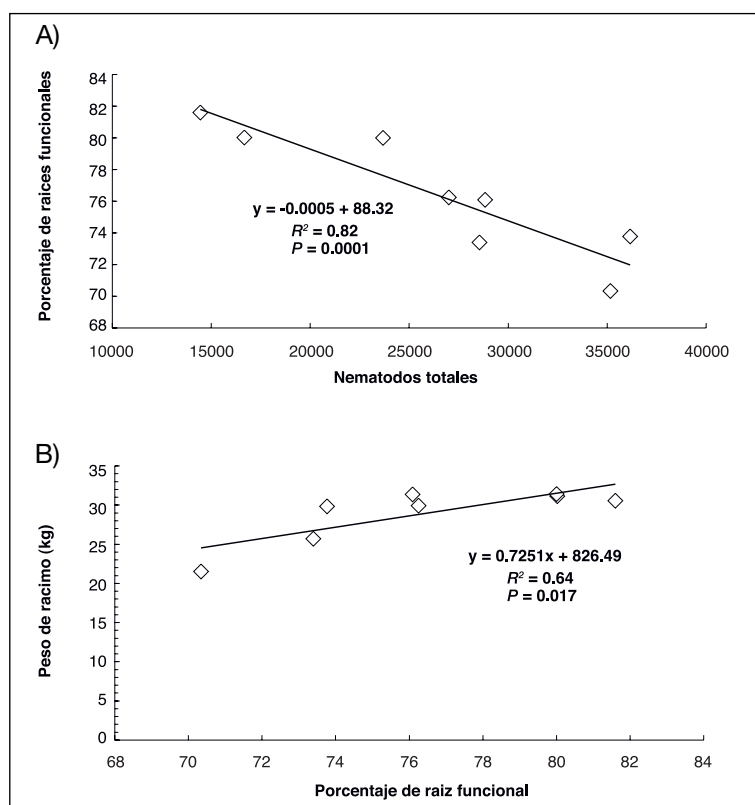 A)
Porcentaje de raices funcionales
84
82
80
78
76
74
72
70
68
y = -0.0005 + 88.32
R² = 0.82
P = 0.0001
10000 15000 20000 25000 30000 35000 40000
Nematodos totales
B)
Peso de racimo (kg)
35
30
25
20
15
10
5
0
y = 0.7251x + 826.49
R² = 0.64
P = 0.017
68 70 72 74 76 78 80 82 84
Porcentaje de raiz funcional